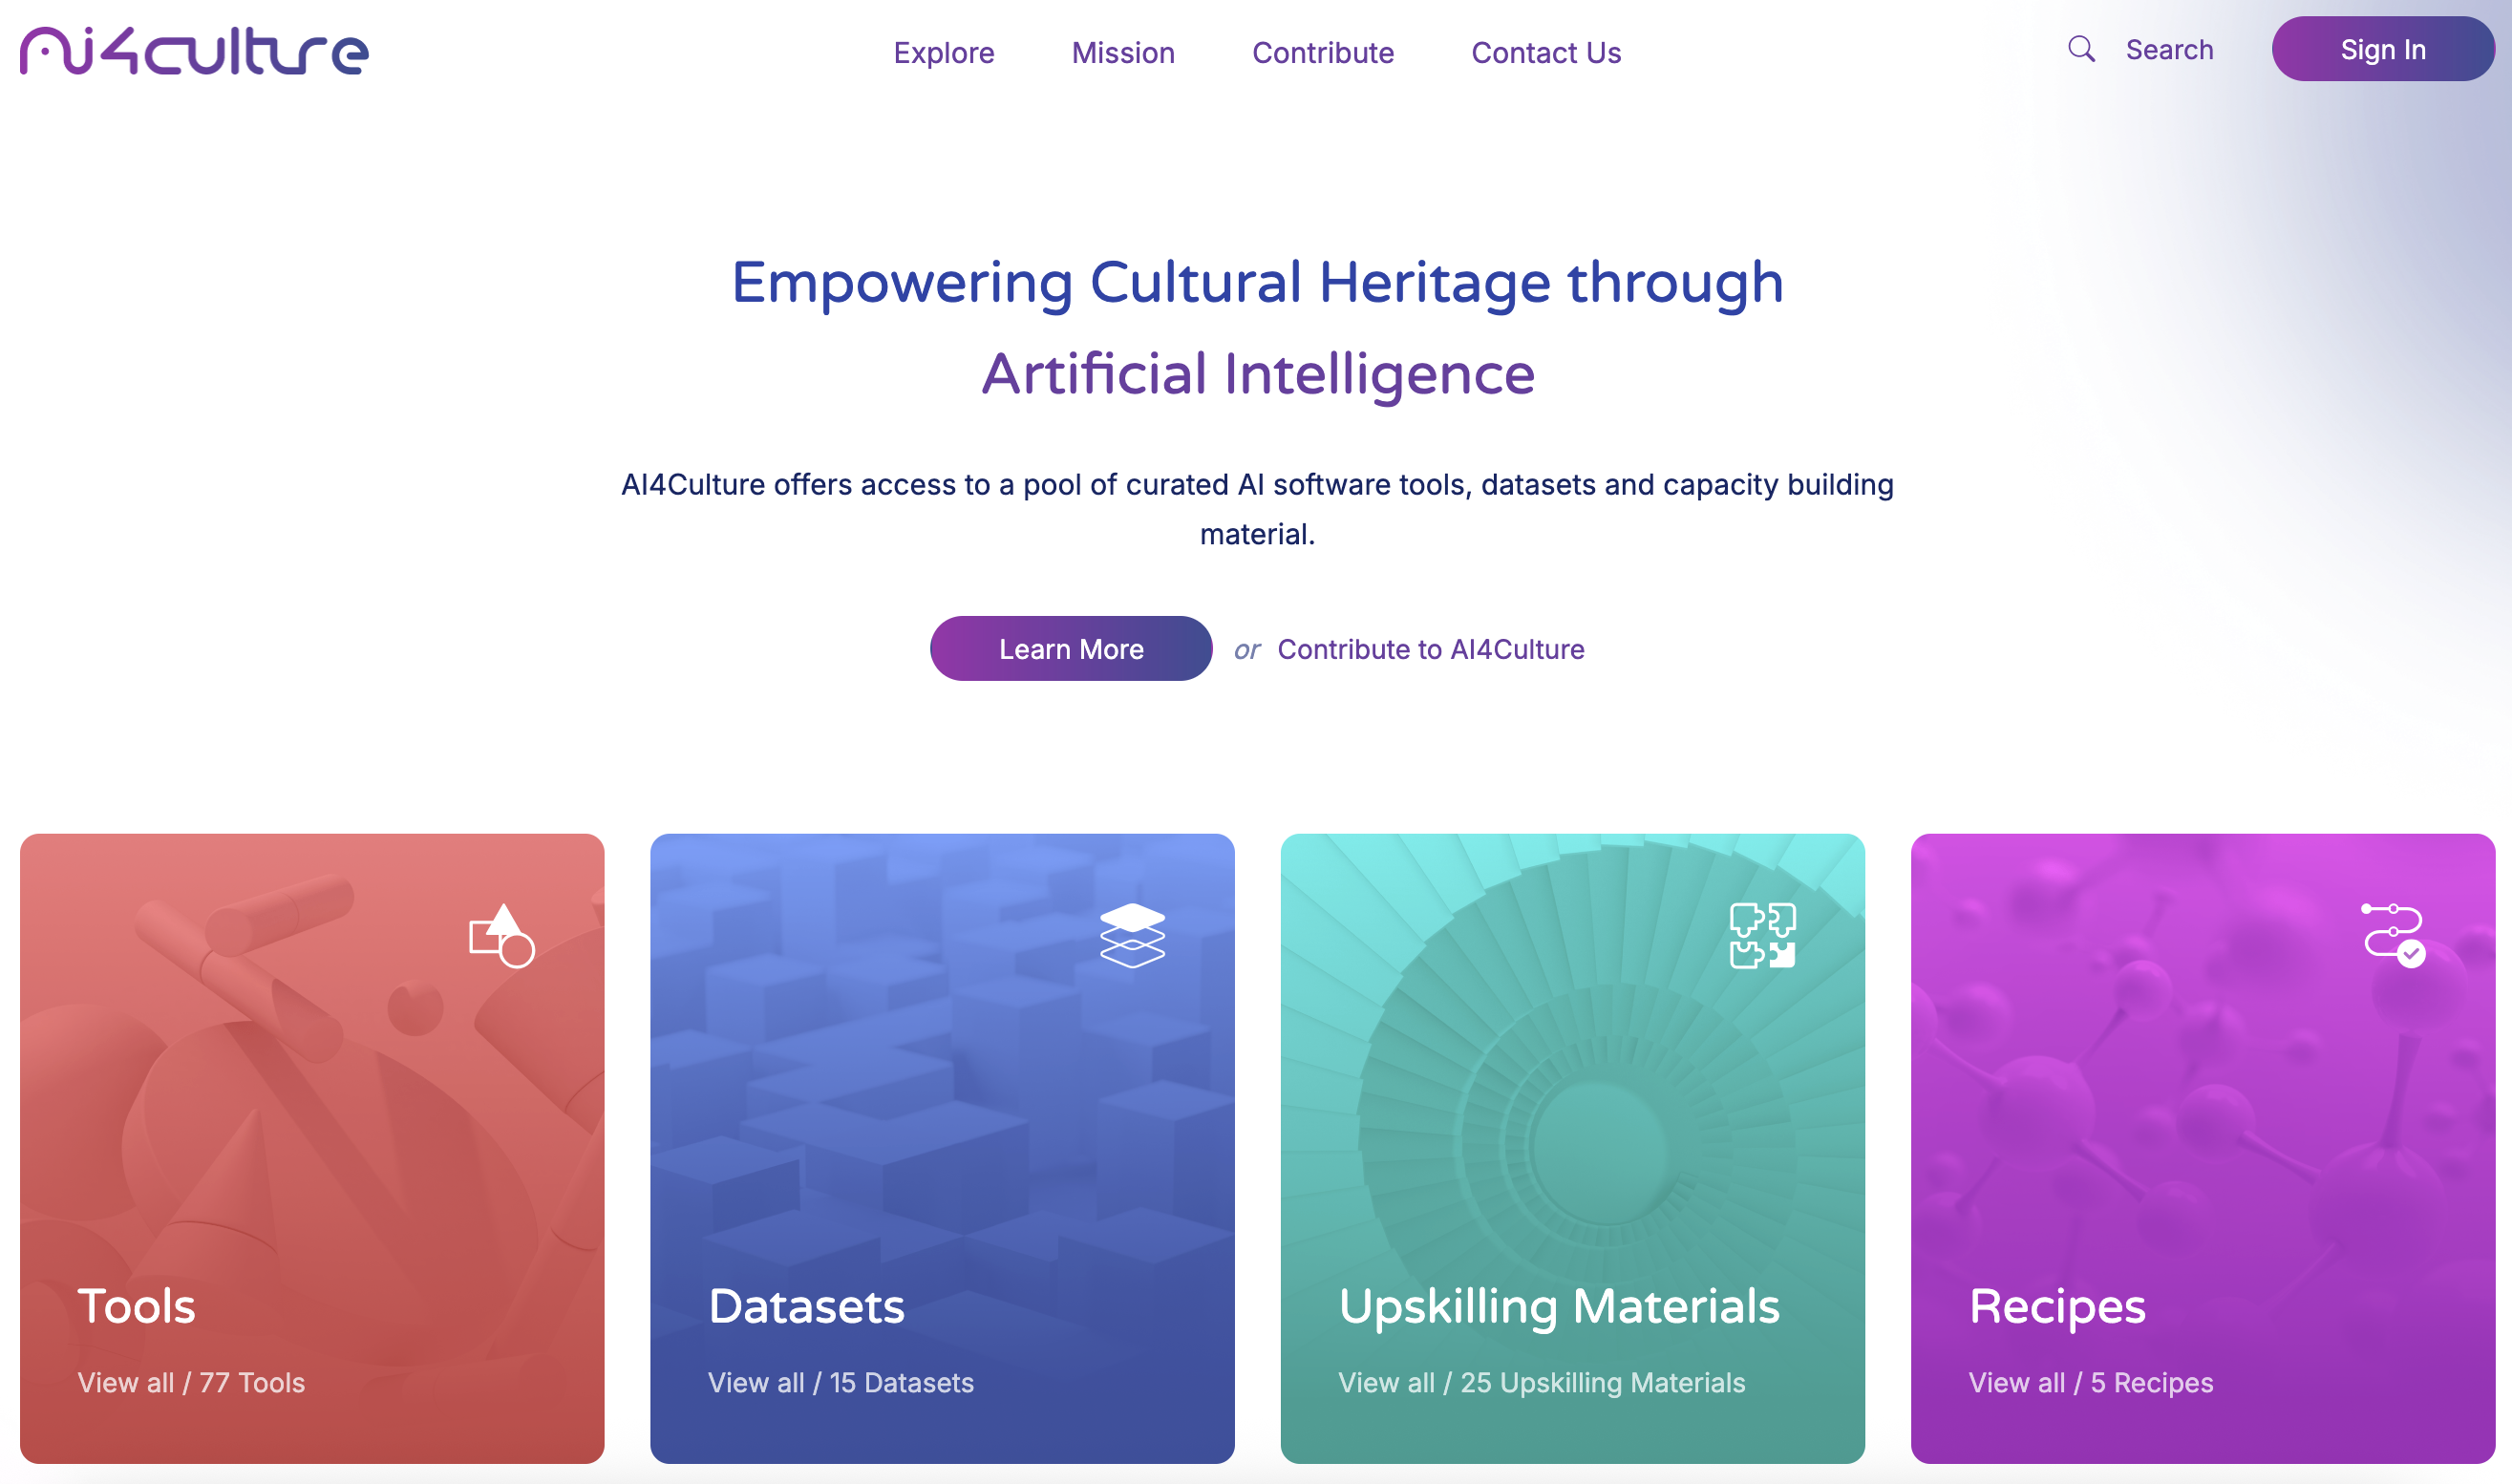 Ai4culture
Explore
Mission
Contribute
Contact Us
Search
Sign In
Empowering Cultural Heritage through
Artificial Intelligence
AI4Culture offers access to a pool of curated AI software tools, datasets and capacity building
material.
Learn More or Contribute to AI4Culture
Tools
View all / 77 Tools
Datasets
View all / 15 Datasets
Upskilling Materials
View all / 25 Upskilling Materials
Recipes
View all / 5 Recipes